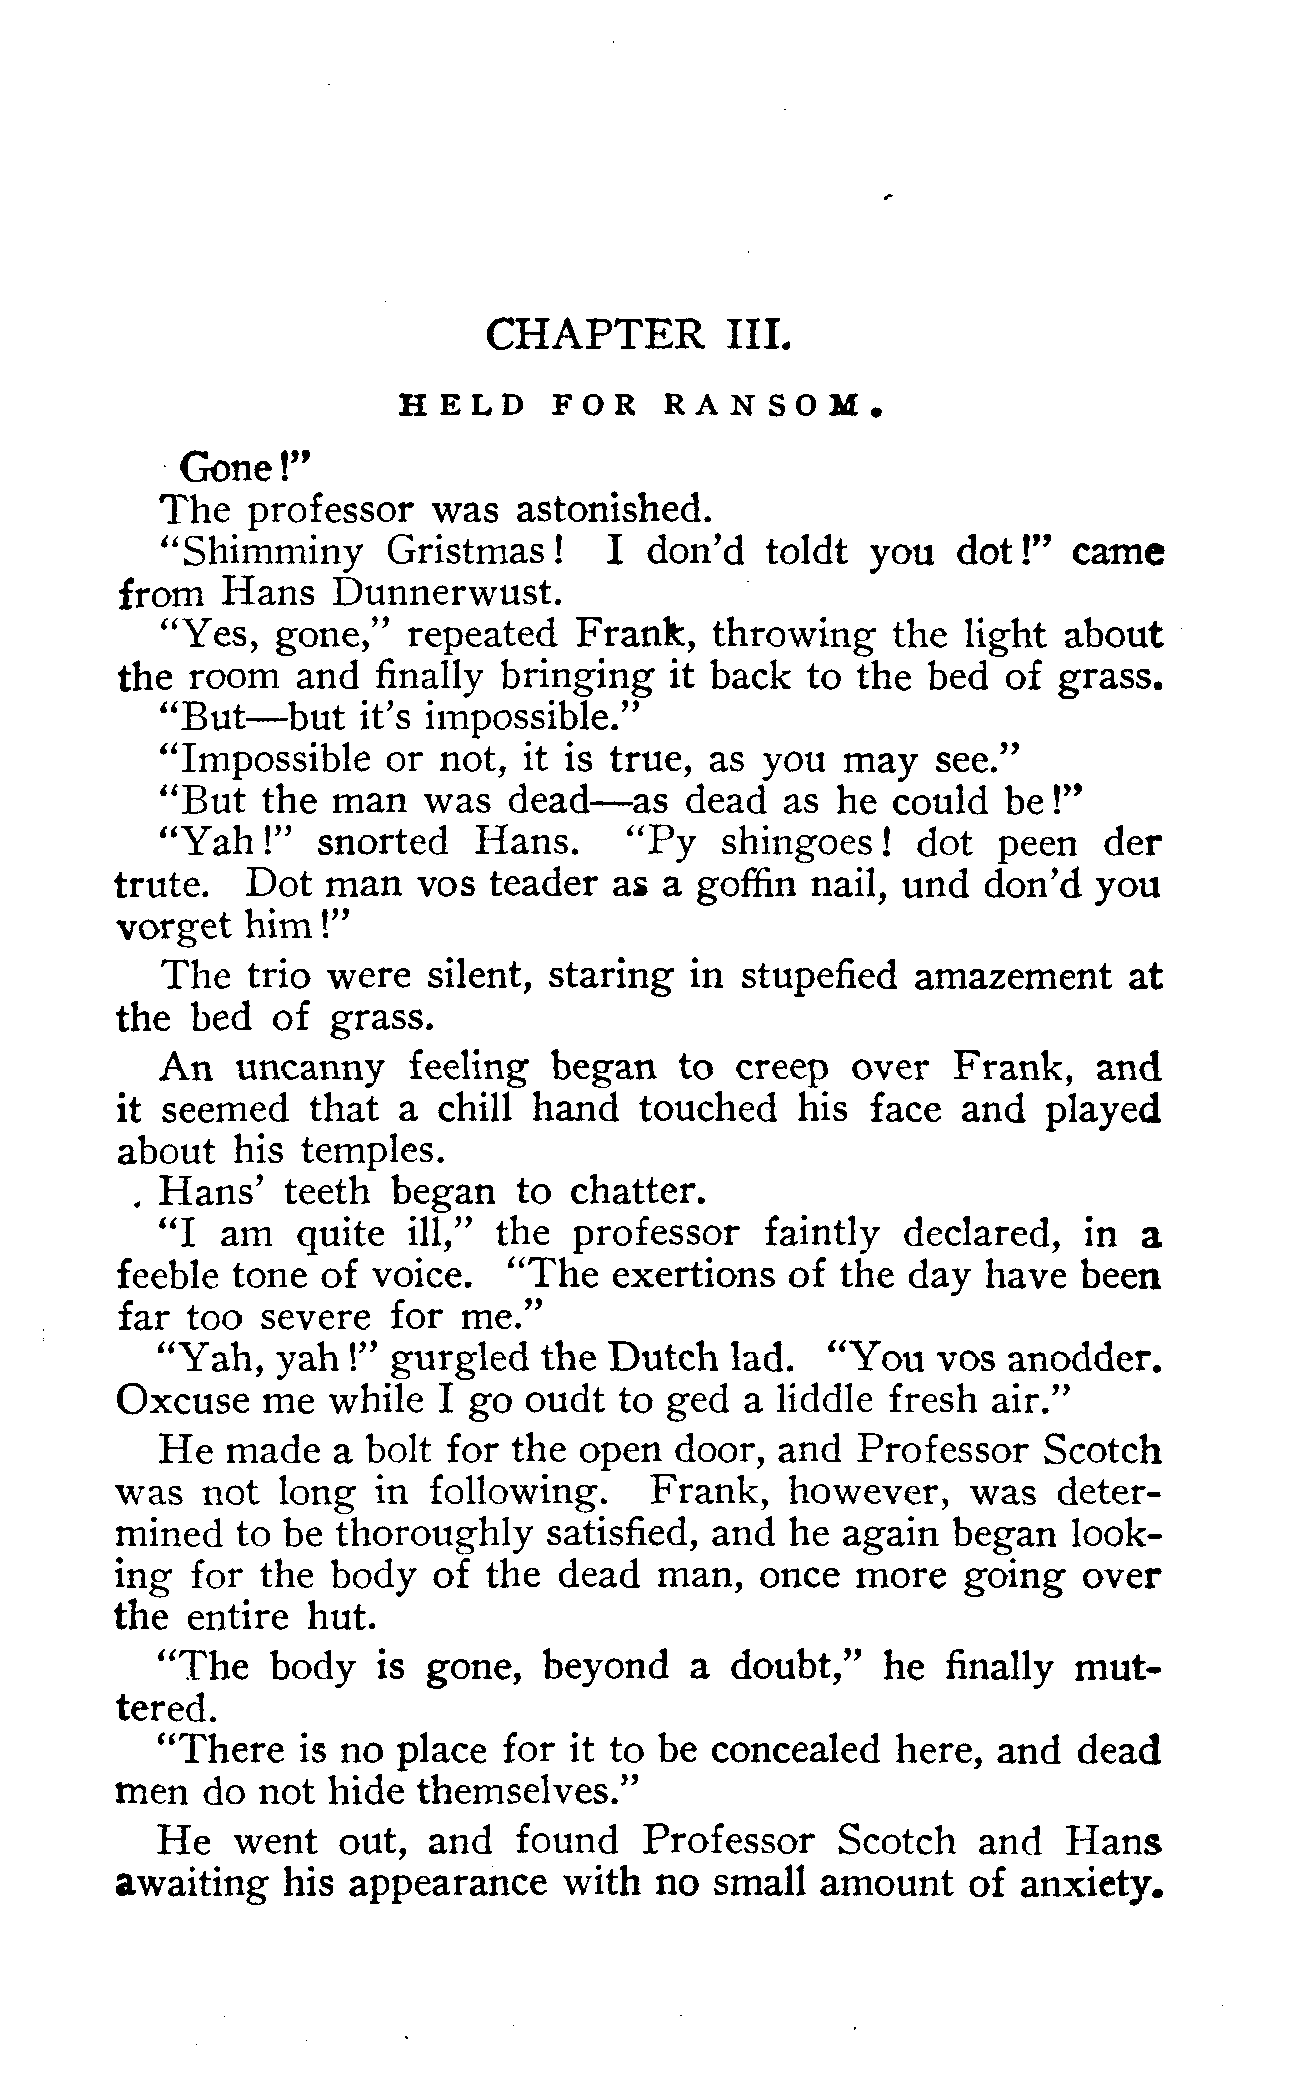 CHAPTER III.
HELD FOR RANSOM.
Gone!”
The professor was astonished.
“Shimminy Gristmas! I don’d toldt you dot!” came
from Hans Dunnerwust.
“Yes, gone,” repeated Frank, throwing the light about
the room and finally bringing it back to the bed of grass.
“But—but it’s impossible.”
“Impossible or not, it is true, as you may see.”
“But the man was dead—as dead as he could be!”
“Yah!” snorted Hans. “Py shingoes! dot peen der
trute. Dot man vos teader as a goffin nail, und don’d you
vorget him!”
The trio were silent, staring in stupefied amazement at
the bed of grass.
An uncanny feeling began to creep over Frank, and
it seemed that a chill hand touched his face and played
about his temples.
Hans’ teeth began to chatter.
“I am quite ill,” the professor faintly declared, in a
feeble tone of voice. “The exertions of the day have been
far too severe for me.”
“Yah, yah!” gurgled the Dutch lad. “You vos anodder.
Oxcuse me while I go oudt to ged a liddle fresh air.”
He made a bolt for the open door, and Professor Scotch
was not long in following. Frank, however, was deter-
mined to be thoroughly satisfied, and he again began look-
ing for the body of the dead man, once more going over
the entire hut.
“The body is gone, beyond a doubt,” he finally mut-
tered.
“There is no place for it to be concealed here, and dead
men do not hide themselves.”
He went out, and found Professor Scotch and Hans
awaiting his appearance with no small amount of anxiety.